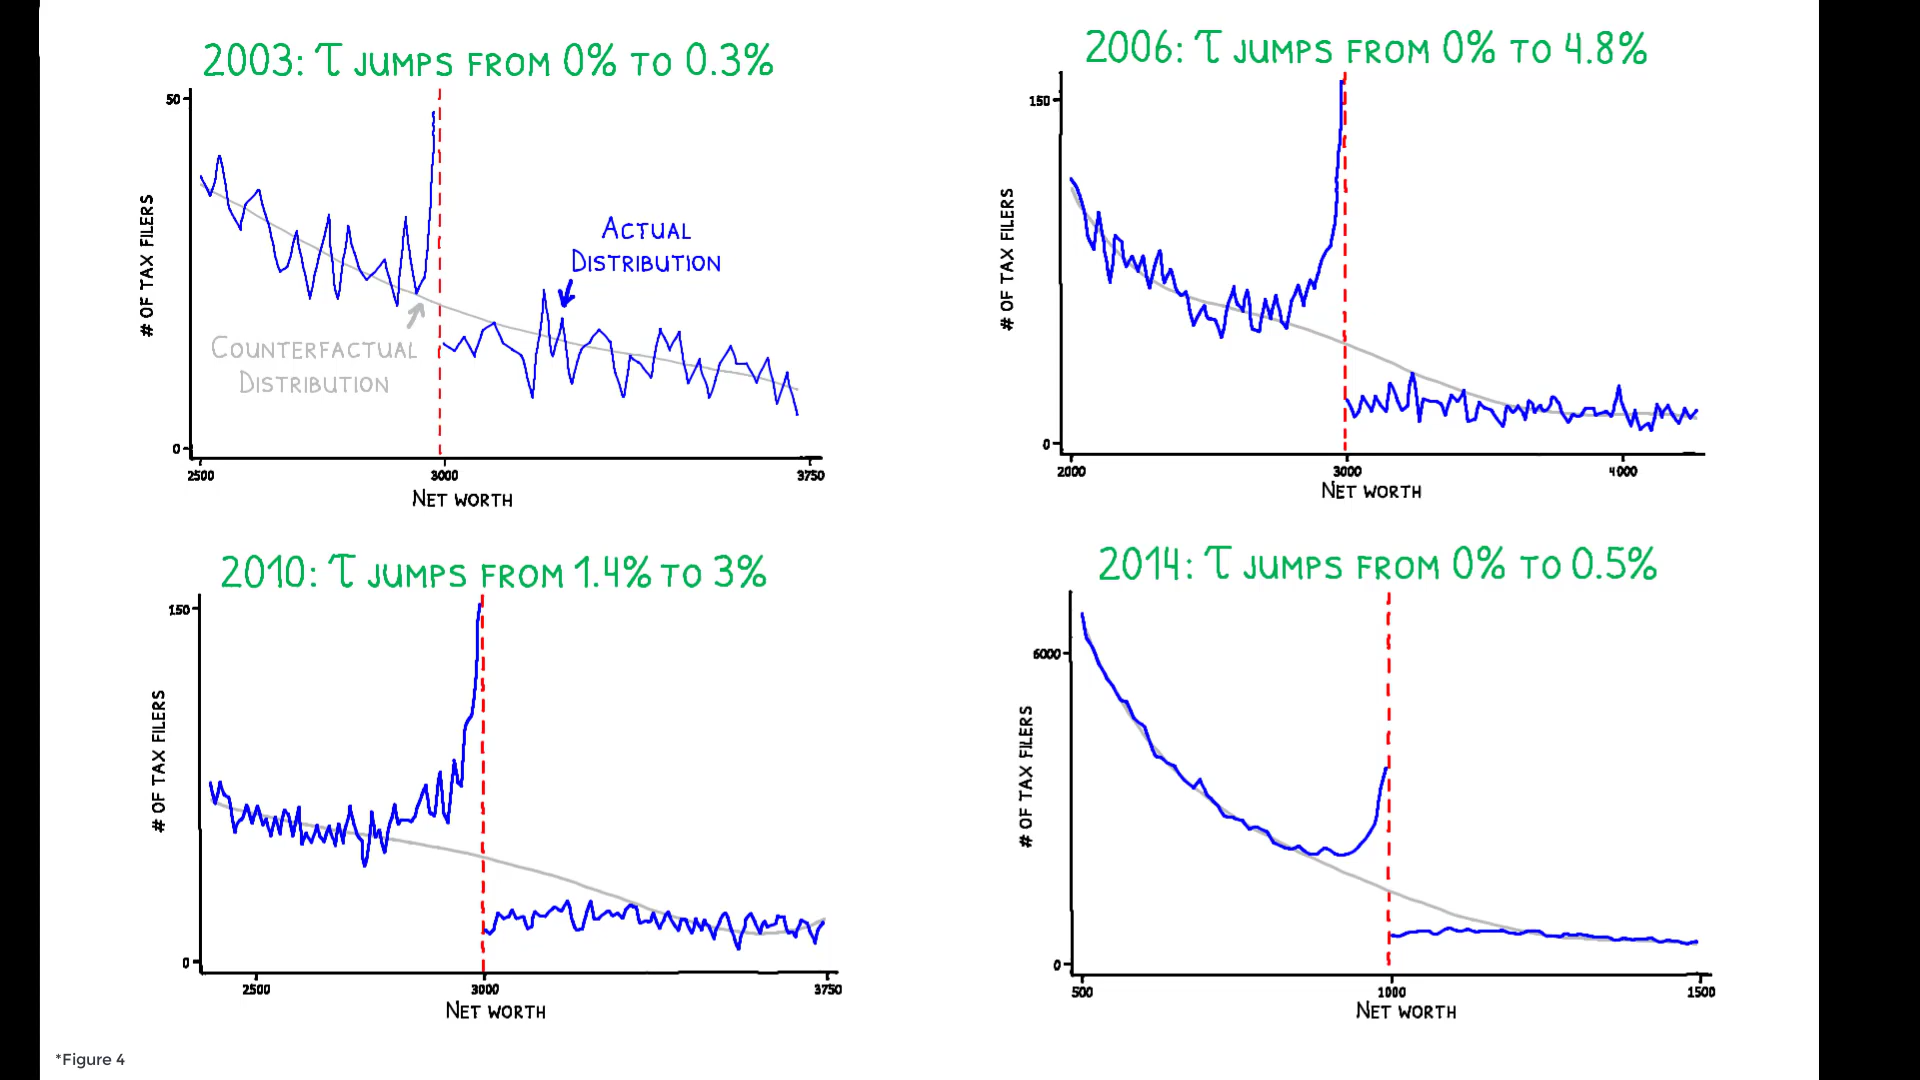 2003: τ JUMPS FROM 0% TO 0.3%
50
0
# OF TAX FILERS
ACTUAL
DISTRIBUTION
COUNTERFACTUAL
DISTRIBUTION
2500
3000
3750
NET WORTH
2006: τ JUMPS FROM 0% TO 4.8%
150
0
# OF TAX FILERS
2000
3000
4000
NET WORTH
2010: τ JUMPS FROM 1.4% TO 3%
150
0
# OF TAX FILERS
2500
3000
3750
NET WORTH
2014: τ JUMPS FROM 0% TO 0.5%
6000
0
# OF TAX FILERS
500
1000
1500
NET WORTH
*Figure 4